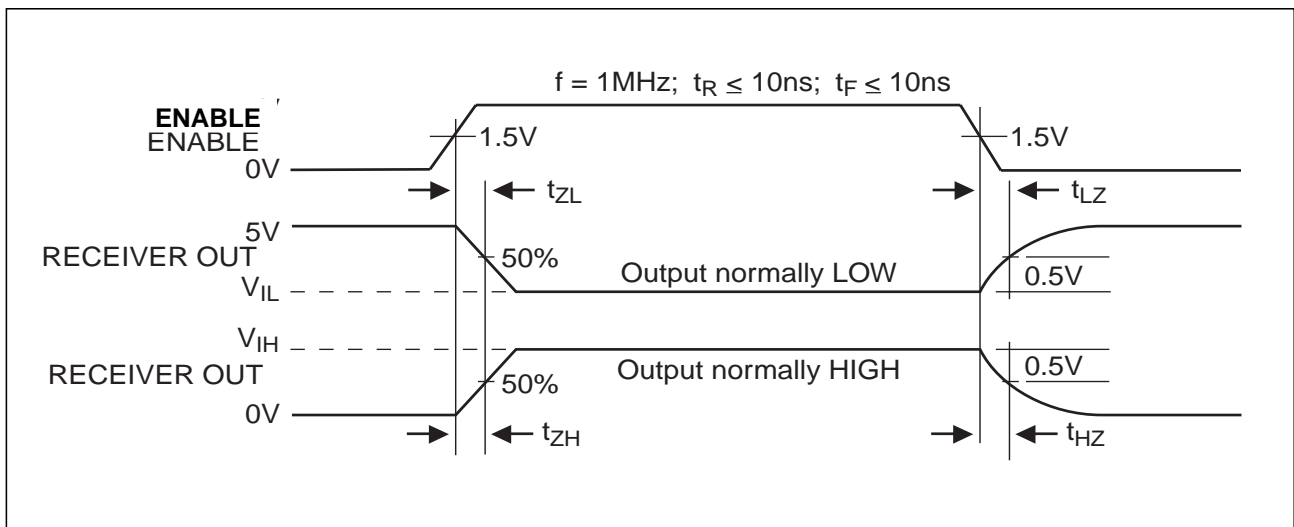 f = 1MHz; tR ≤ 10ns; tF ≤ 10ns
ENABLE
ENABLE
1.5V
1.5V
0V
tZL
tLZ
5V
RECEIVER OUT
50%
Output normally LOW
0.5V
VIL
VIH
RECEIVER OUT
Output normally HIGH
0.5V
50%
0V
tZH
tHZ